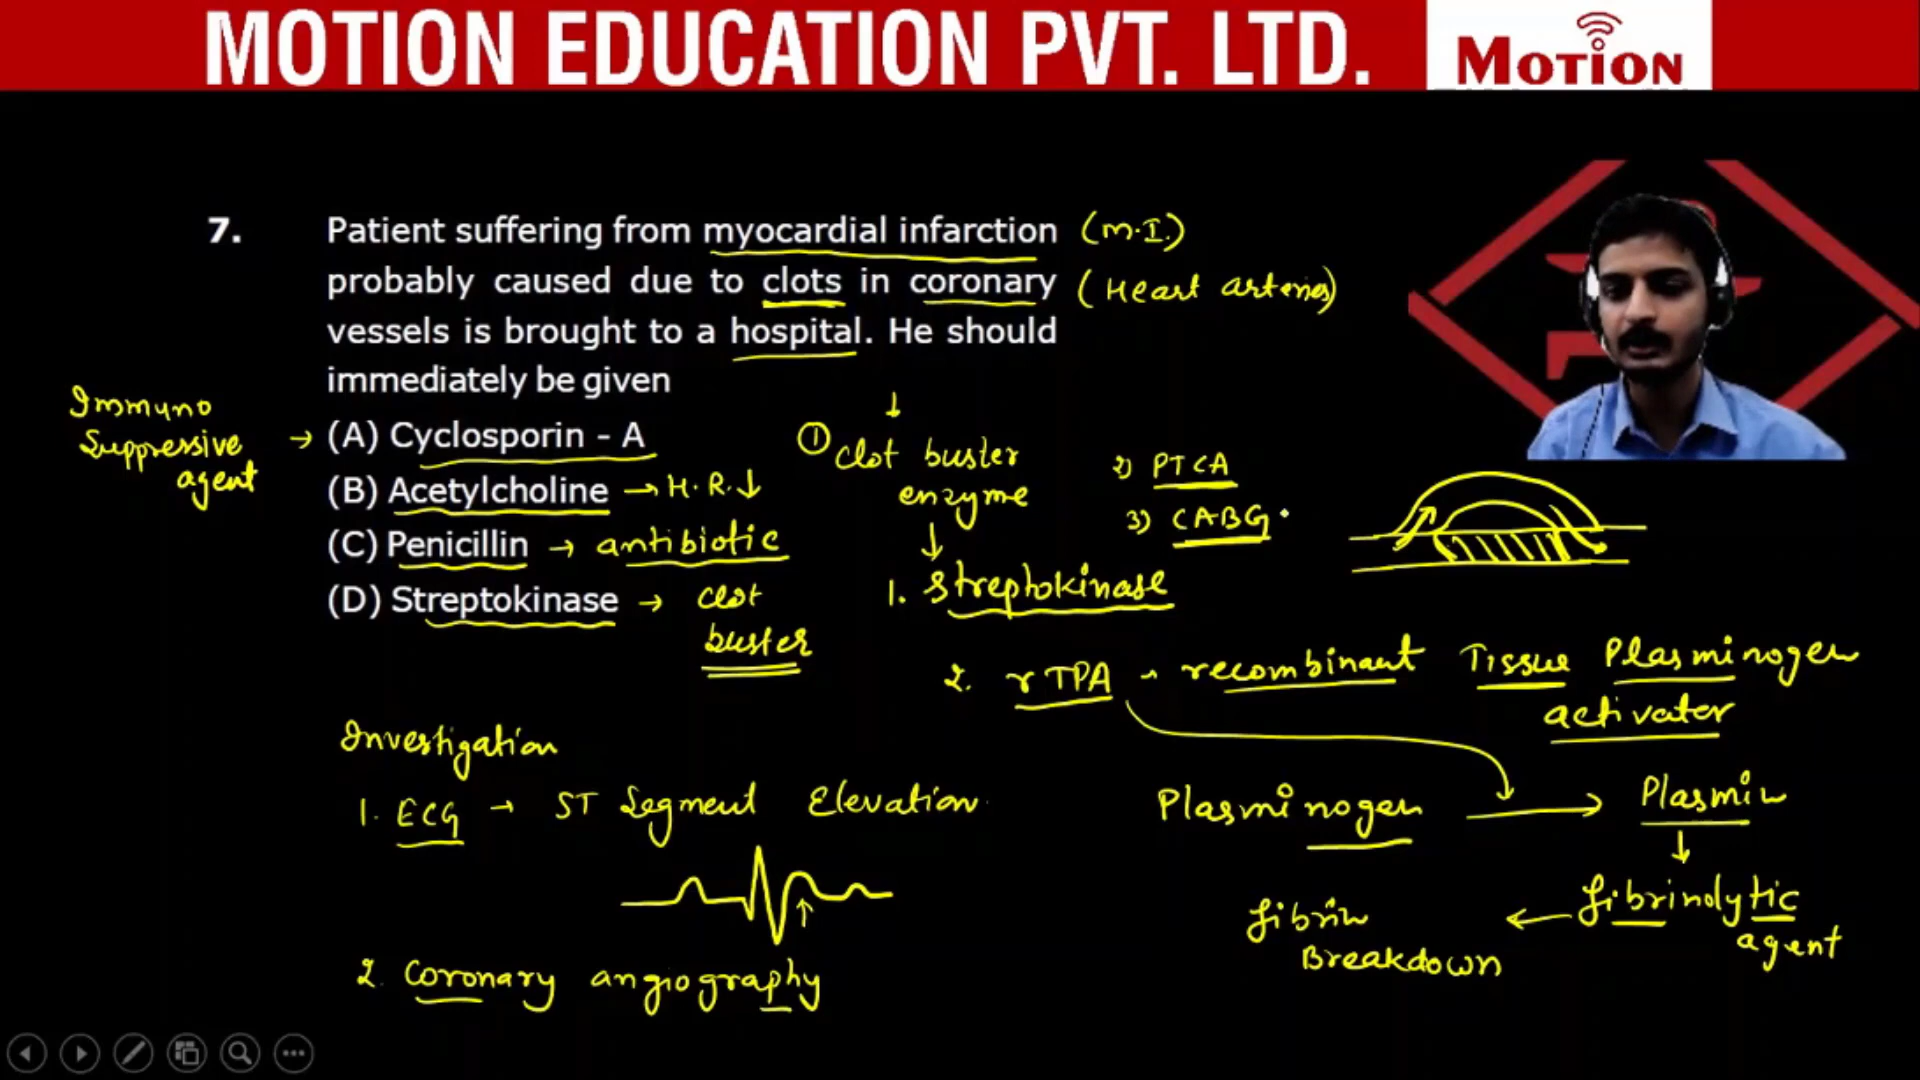 MOTION EDUCATION PVT. LTD.
MOTION
7. Patient suffering from myocardial infarction (M.I.)
probably caused due to clots in coronary (Heart arteries)
vessels is brought to a hospital. He should
immediately be given
Immuno
Suppressive
agent
→ (A) Cyclosporin - A
(B) Acetylcholine → H.R.↓
(C) Penicillin → antibiotic
(D) Streptokinase → clot
buster
↓
① Clot buster
enzyme
↓
1. Streptokinase
2) PTCA
3) CABG
2. rTPA - recombinant Tissue Plasminogen
activater
Plasminogen → Plasmin
↓
fibrinolytic
agent
← fibrin
Breakdown
Investigation
1. ECG → ST Segment Elevation
↑
2. Coronary angiography